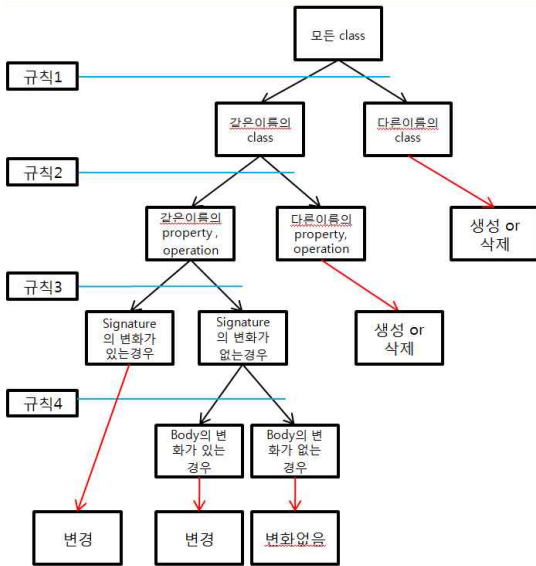 모든 class
규칙1
같은이름의
class
다른이름의
class
규칙2
같은이름의
property ,
operation
다른이름의
property,
operation
생성 or
삭제
규칙3
Signature
의 변화가
있는경우
Signature
의 변화가
없는경우
생성 or
삭제
규칙4
Body의 변
화가 있는
경우
Body의 변
화가 없는
경우
변경
변경
변화없음